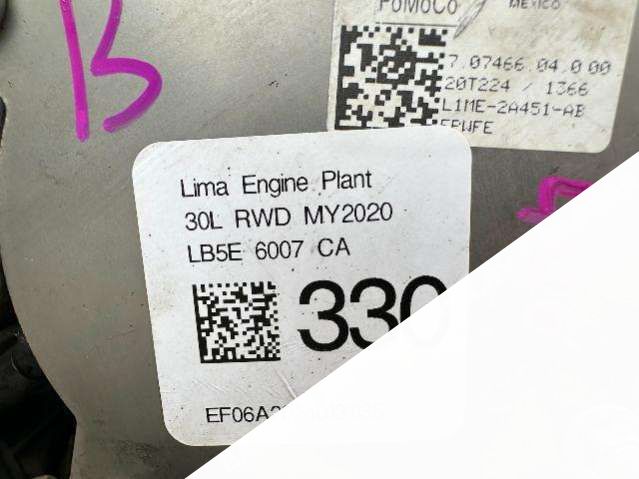 B
FoMoCo
MEXICO
7.07466.04.0 00
20T224 / 1366
L1ME-2A451-AB
Lima Engine Plant
30L RWD MY2020
LB5E 6007 CA
330